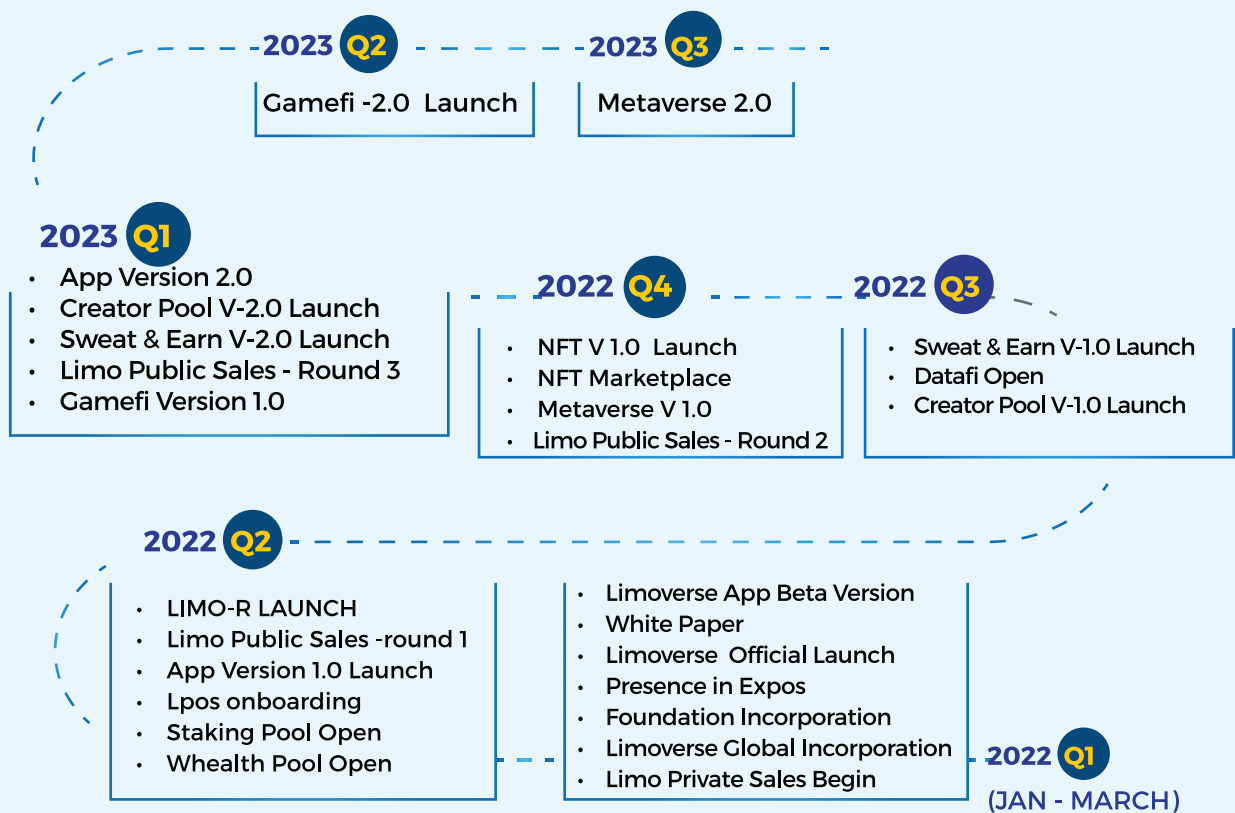 2023 Q2
Gamefi -2.0 Launch
2023 Q3
Metaverse 2.0
2023 Q1
• App Version 2.0
• Creator Pool V-2.0 Launch
• Sweat & Earn V-2.0 Launch
• Limo Public Sales - Round 3
• Gamefi Version 1.0
2022 Q4
• NFT V 1.0 Launch
• NFT Marketplace
• Metaverse V 1.0
• Limo Public Sales - Round 2
2022 Q3
• Sweat & Earn V-1.0 Launch
• Datafi Open
• Creator Pool V-1.0 Launch
2022 Q2
• LIMO-R LAUNCH
• Limo Public Sales -round 1
• App Version 1.0 Launch
• Lpos onboarding
• Staking Pool Open
• Whealth Pool Open
• Limoverse App Beta Version
• White Paper
• Limoverse Official Launch
• Presence in Expos
• Foundation Incorporation
• Limoverse Global Incorporation
• Limo Private Sales Begin
2022 Q1
(JAN - MARCH)